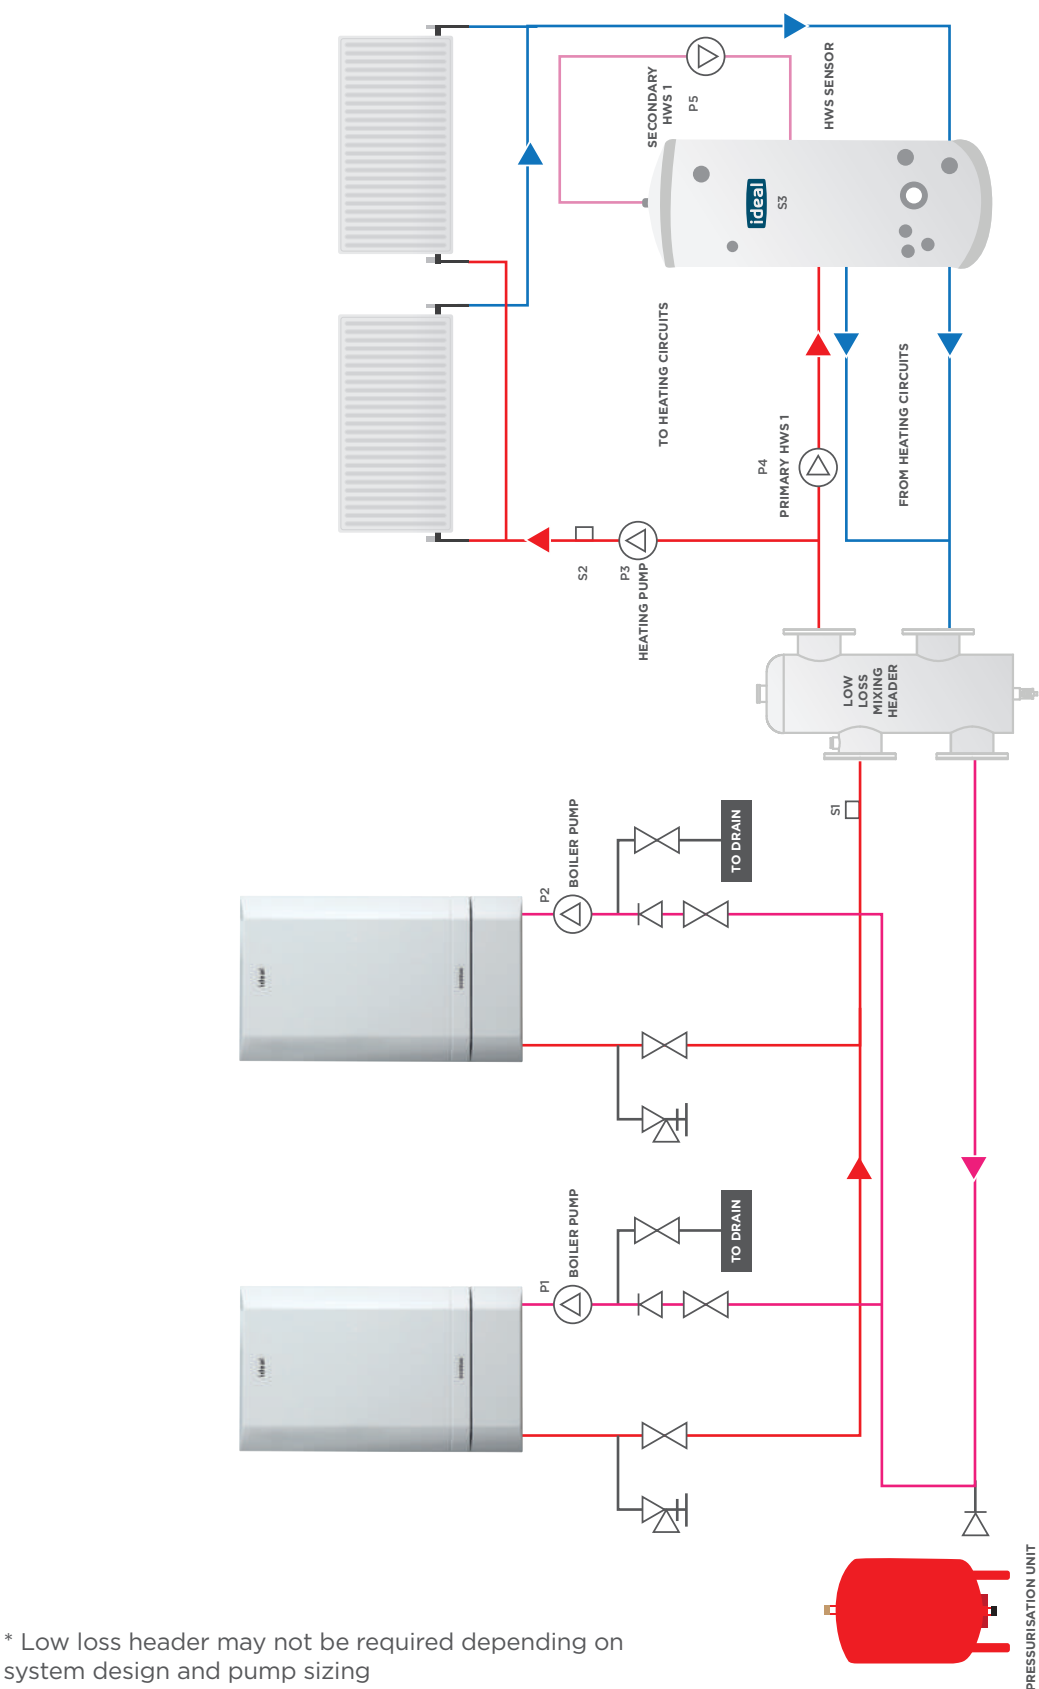 SECONDARY
HWS 1
P5
HWS SENSOR
ideal
S3
TO HEATING CIRCUITS
P4
PRIMARY HWS 1
FROM HEATING CIRCUITS
S2
P3
HEATING PUMP
LOW
LOSS
MIXING
HEADER
S1
P2
BOILER PUMP
TO DRAIN
ideal
P1
BOILER PUMP
TO DRAIN
ideal
PRESSURISATION UNIT
* Low loss header may not be required depending on
system design and pump sizing